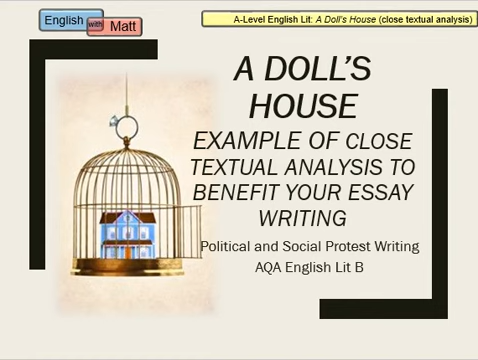 English with Matt
A-Level English Lit: A Doll's House (close textual analysis)
A DOLL'S
HOUSE
EXAMPLE OF CLOSE
TEXTUAL ANALYSIS TO
BENEFIT YOUR ESSAY
WRITING
Political and Social Protest Writing
AQA English Lit B